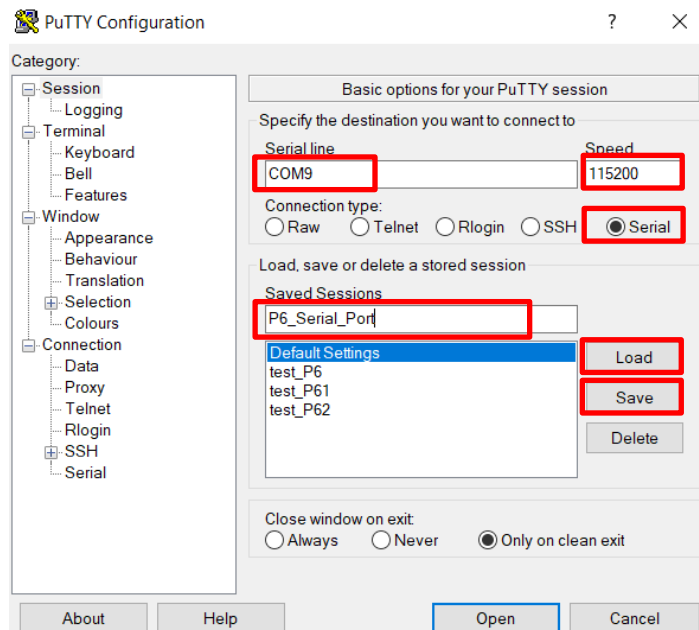 PuTTY Configuration
? ×
Category:
Session
Logging
Terminal
Keyboard
Bell
Features
Window
Appearance
Behaviour
Translation
Selection
Colours
Connection
Data
Proxy
Telnet
Rlogin
SSH
Serial
Basic options for your PuTTY session
Specify the destination you want to connect to
Serial line Speed
COM9 115200
Connection type:
Raw Telnet Rlogin SSH Serial
Load, save or delete a stored session
Saved Sessions
P6_Serial_Port
Default Settings
test_P6
test_P61
test_P62
Load
Save
Delete
Close window on exit:
Always Never Only on clean exit
About Help Open Cancel